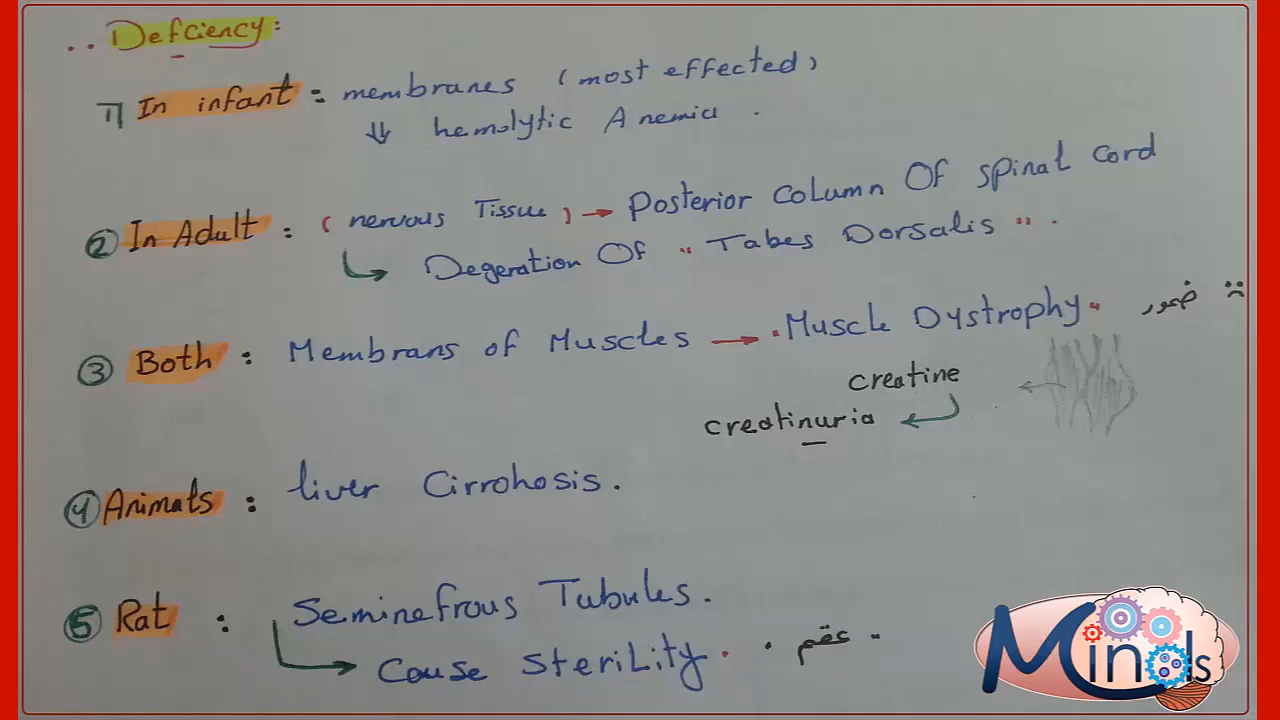 .. Defciency:
1 In infant : membranes (most effected)
⇓ hemolytic Anemia .
② In Adult : ( nervous Tissue ) → Posterior Column Of spinal Cord
Degeration Of " Tabes Dorsalis " .
③ Both : Membrans of Muscles → "Muscle Dystrophy" ضمور
creatine
creatinuria
④ Animals : liver Cirrohosis.
⑤ Rat : Seminefrous Tubules.
Cause Sterility . عقم
Minds